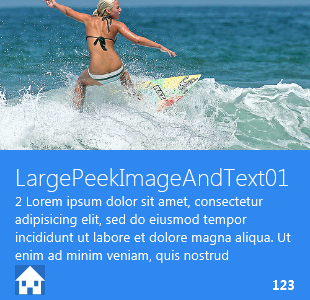 LargePeekImageAndText01
2 Lorem ipsum dolor sit amet, consectetur
adipisicing elit, sed do eiusmod tempor
incididunt ut labore et dolore magna aliqua. Ut
enim ad minim veniam, quis nostrud
123